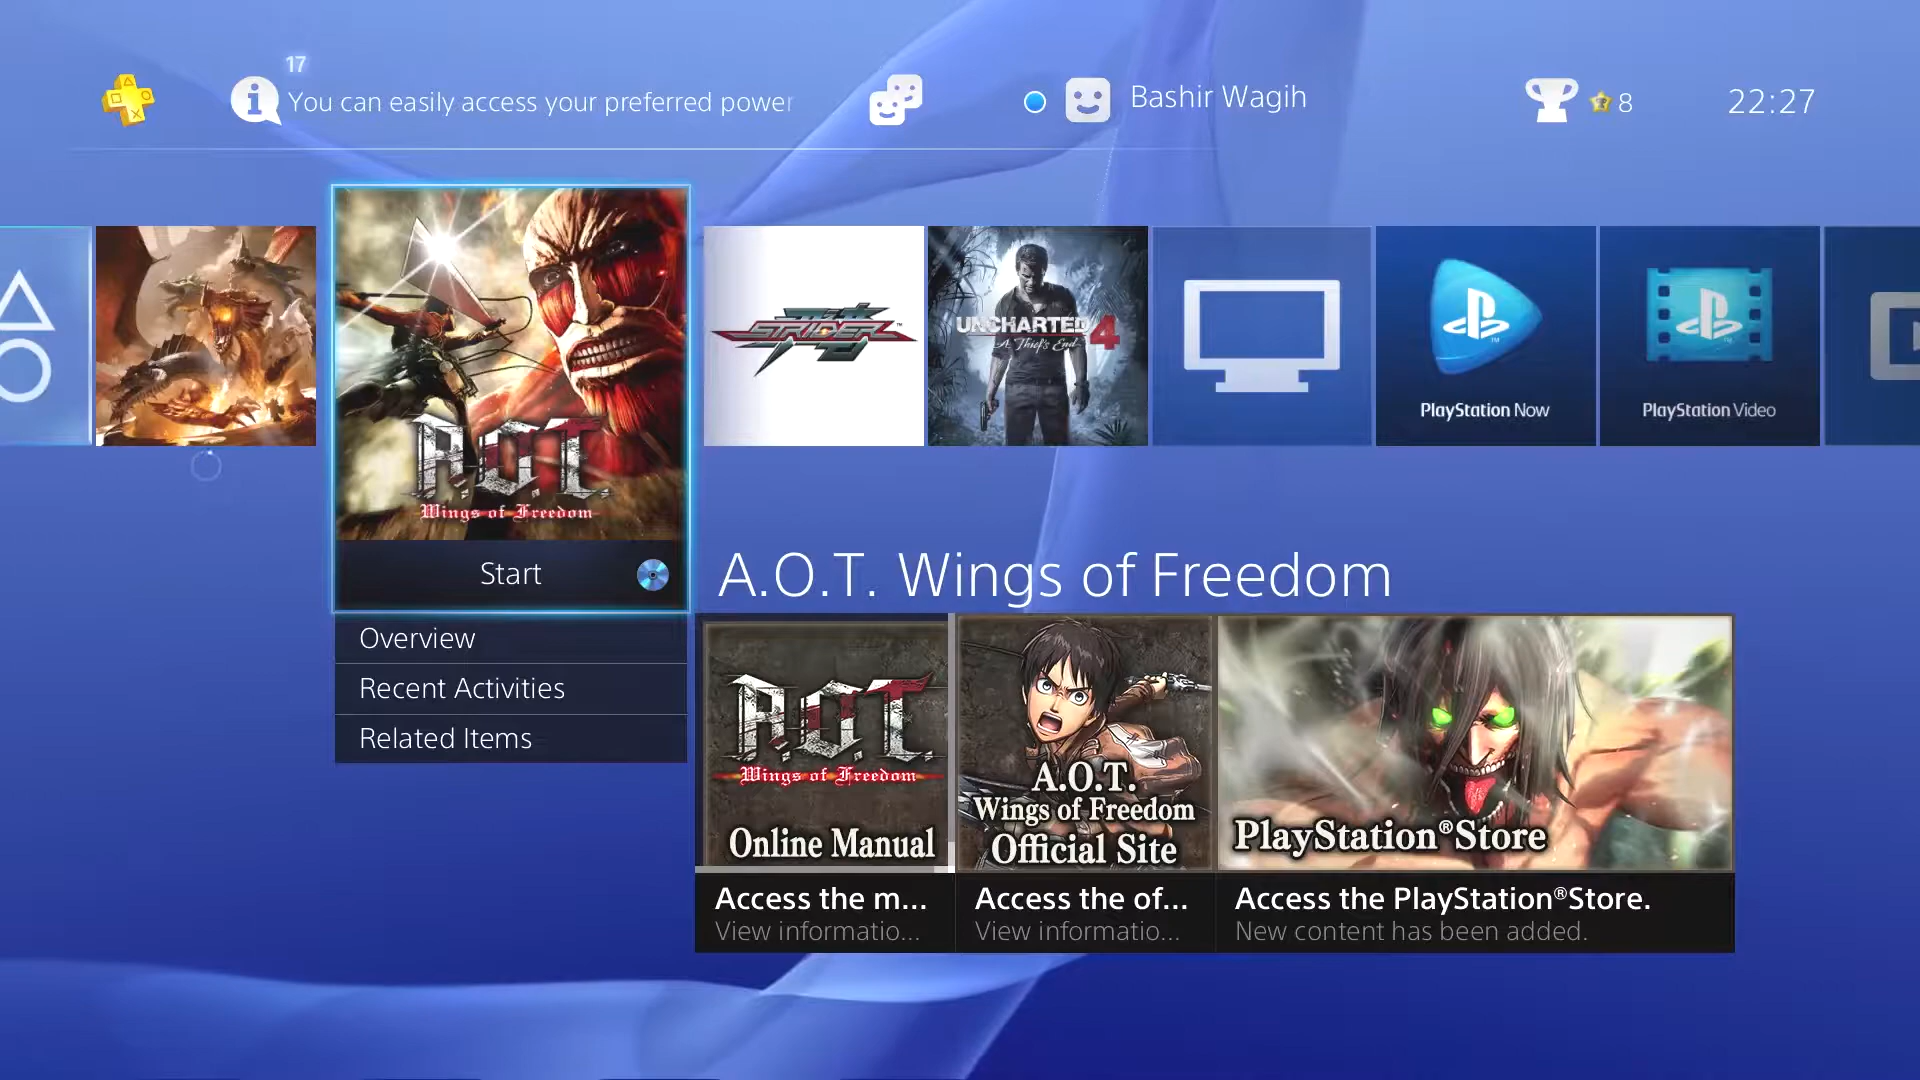 17
You can easily access your preferred power
Bashir Wagih
8
22:27
STRIDER
UNCHARTED 4
A Thief's End
PlayStation Now
PlayStation Video
A.O.T.
Wings of Freedom
Start
A.O.T. Wings of Freedom
Overview
Recent Activities
Related Items
A.O.T.
Wings of Freedom
Online Manual
A.O.T.
Wings of Freedom
Official Site
PlayStation®Store
Access the m...
View informatio...
Access the of...
View informatio...
Access the PlayStation®Store.
New content has been added.